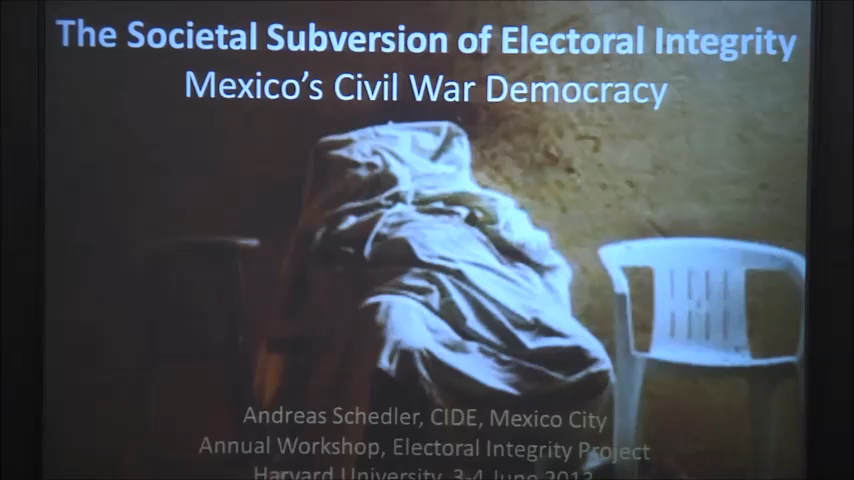 The Societal Subversion of Electoral Integrity
Mexico's Civil War Democracy
Andreas Schedler, CIDE, Mexico City
Annual Workshop, Electoral Integrity Project
Harvard University, 3-4 June 2013